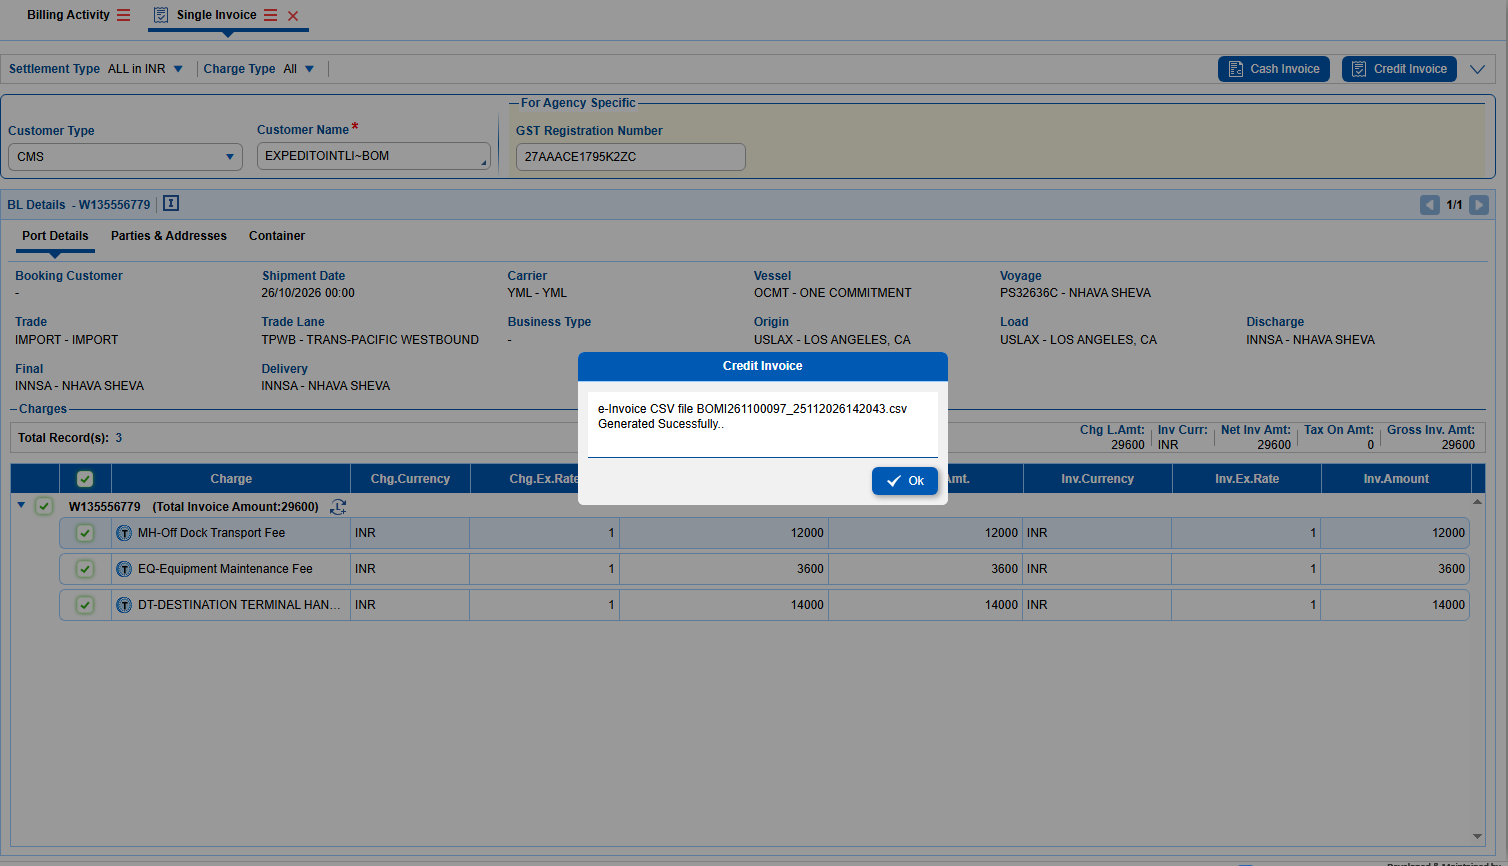 Billing Activity Single Invoice
Settlement Type ALL in INR Charge Type All Cash Invoice Credit Invoice
For Agency Specific
Customer Type Customer Name * GST Registration Number
CMS EXPEDITOINTLI~BOM 27AAACE1795K2ZC
BL Details - W135556779 1/1
Port Details Parties & Addresses Container
Booking Customer Shipment Date Carrier Vessel Voyage
- 26/10/2026 00:00 YML - YML OCMT - ONE COMMITMENT PS32636C - NHAVA SHEVA
Trade Trade Lane Business Type Origin Load Discharge
IMPORT - IMPORT TPWB - TRANS-PACIFIC WESTBOUND - USLAX - LOS ANGELES, CA USLAX - LOS ANGELES, CA INNSA - NHAVA SHEVA
Final Delivery
INNSA - NHAVA SHEVA INNSA - NHAVA SHEVA
Credit Invoice
e-Invoice CSV file BOMI261100097_25112026142043.csv
Generated Sucessfully..
Ok
Charges
Total Record(s): 3
Chg L.Amt: Inv Curr: Net Inv Amt: Tax On Amt: Gross Inv. Amt:
29600 INR 29600 0 29600
Charge Chg.Currency Chg.Ex.Rate Amt. Inv.Currency Inv.Ex.Rate Inv.Amount
W135556779 (Total Invoice Amount:29600)
MH-Off Dock Transport Fee INR 1 12000 12000 INR 1 12000
EQ-Equipment Maintenance Fee INR 1 3600 3600 INR 1 3600
DT-DESTINATION TERMINAL HAN... INR 1 14000 14000 INR 1 14000